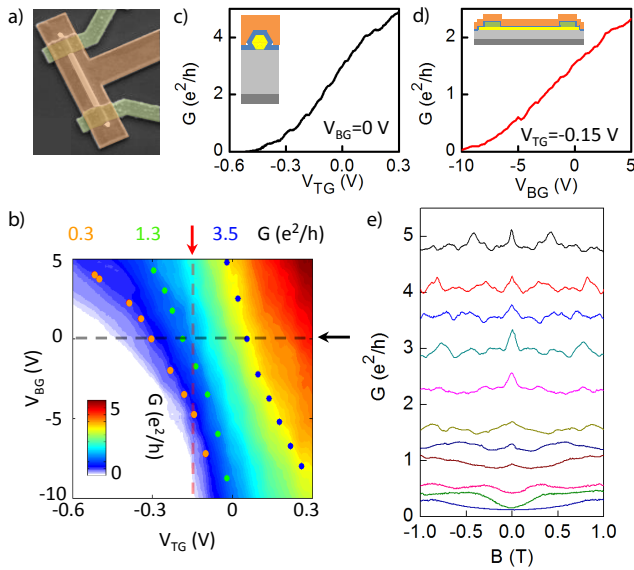 a)
c)
G (e²/h)
4
2
0
-0.6
-0.3
0.0
0.3
V_BG=0 V
V_TG (V)
d)
G (e²/h)
2
1
0
-10
-5
0
5
V_TG=-0.15 V
V_BG (V)
b)
0.3
1.3
3.5
G (e²/h)
V_BG (V)
5
0
-5
-10
5
0
G (e²/h)
-0.6
-0.3
0
0.3
V_TG (V)
e)
G (e²/h)
5
4
3
2
1
0
-1.0
-0.5
0.0
0.5
1.0
B (T)